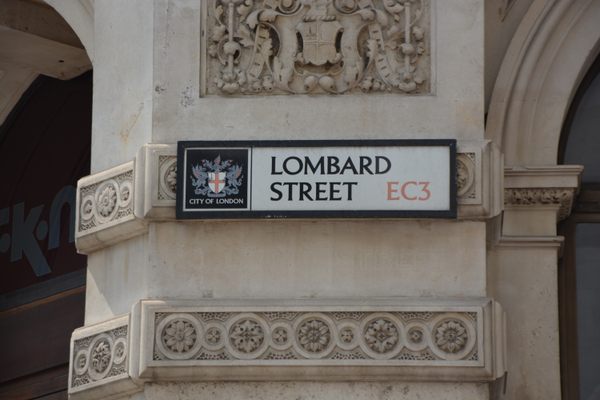 LOMBARD
STREET EC3
CITY OF LONDON